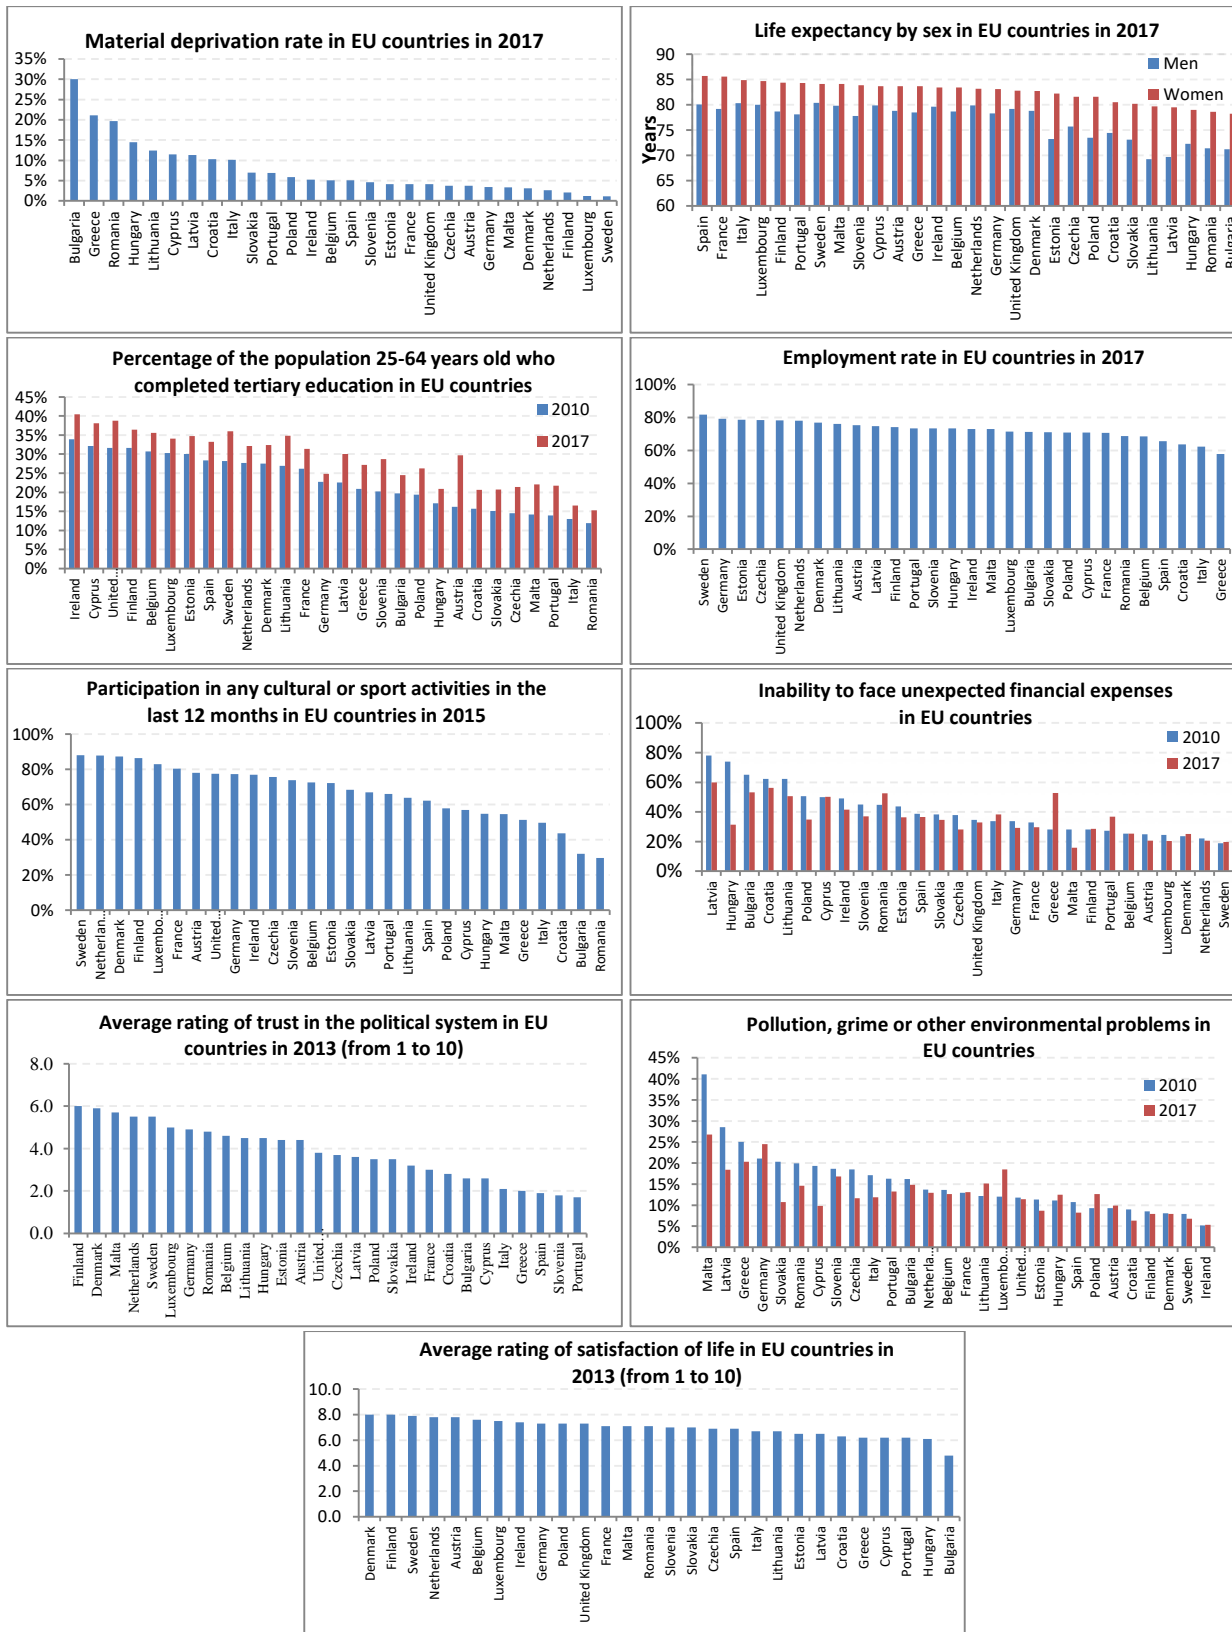 Material deprivation rate in EU countries in 2017
35%
30%
25%
20%
15%
10%
5%
0%
Bulgaria
Greece
Romania
Hungary
Lithuania
Cyprus
Latvia
Croatia
Italy
Slovakia
Portugal
Poland
Ireland
Belgium
Spain
Slovenia
Estonia
France
United Kingdom
Czechia
Austria
Germany
Malta
Denmark
Netherlands
Finland
Luxembourg
Sweden
Life expectancy by sex in EU countries in 2017
90
85
80
75
70
65
60
Years
Men
Women
Spain
France
Italy
Luxembourg
Finland
Portugal
Sweden
Malta
Slovenia
Cyprus
Austria
Greece
Ireland
Belgium
Netherlands
Germany
United Kingdom
Denmark
Estonia
Czechia
Poland
Croatia
Slovakia
Lithuania
Latvia
Hungary
Romania
Bulgaria
Percentage of the population 25-64 years old who
completed tertiary education in EU countries
45%
40%
35%
30%
25%
20%
15%
10%
5%
0%
2010
2017
Ireland
Cyprus
United...
Finland
Belgium
Luxembourg
Estonia
Spain
Sweden
Netherlands
Denmark
Lithuania
France
Germany
Latvia
Greece
Slovenia
Bulgaria
Poland
Hungary
Austria
Croatia
Slovakia
Czechia
Malta
Portugal
Italy
Romania
Employment rate in EU countries in 2017
100%
80%
60%
40%
20%
0%
Sweden
Germany
Estonia
Czechia
United Kingdom
Netherlands
Denmark
Lithuania
Austria
Latvia
Finland
Portugal
Slovenia
Hungary
Ireland
Malta
Luxembourg
Bulgaria
Slovakia
Poland
Cyprus
France
Romania
Belgium
Spain
Croatia
Italy
Greece
Participation in any cultural or sport activities in the
last 12 months in EU countries in 2015
100%
80%
60%
40%
20%
0%
Sweden
Netherlan...
Denmark
Finland
Luxembo...
France
Austria
United...
Germany
Ireland
Czechia
Slovenia
Belgium
Estonia
Slovakia
Latvia
Portugal
Lithuania
Spain
Poland
Cyprus
Hungary
Malta
Greece
Italy
Croatia
Bulgaria
Romania
Inability to face unexpected financial expenses
in EU countries
100%
80%
60%
40%
20%
0%
2010
2017
Latvia
Hungary
Bulgaria
Croatia
Lithuania
Poland
Cyprus
Ireland
Slovenia
Romania
Estonia
Spain
Slovakia
Czechia
United Kingdom
Italy
Germany
France
Greece
Malta
Finland
Portugal
Belgium
Austria
Luxembourg
Denmark
Netherlands
Sweden
Average rating of trust in the political system in EU
countries in 2013 (from 1 to 10)
8.0
6.0
4.0
2.0
0.0
Finland
Denmark
Malta
Netherlands
Sweden
Luxembourg
Germany
Romania
Belgium
Lithuania
Hungary
Estonia
Austria
United...
Czechia
Latvia
Poland
Slovakia
Ireland
France
Croatia
Bulgaria
Cyprus
Italy
Greece
Spain
Slovenia
Portugal
Pollution, grime or other environmental problems in
EU countries
45%
40%
35%
30%
25%
20%
15%
10%
5%
0%
2010
2017
Malta
Latvia
Greece
Germany
Slovakia
Romania
Cyprus
Slovenia
Czechia
Italy
Portugal
Bulgaria
Netherla...
Belgium
France
Lithuania
Luxembo...
United...
Estonia
Hungary
Spain
Poland
Austria
Croatia
Finland
Denmark
Sweden
Ireland
Average rating of satisfaction of life in EU countries in
2013 (from 1 to 10)
10.0
8.0
6.0
4.0
2.0
0.0
Denmark
Finland
Sweden
Netherlands
Austria
Belgium
Luxembourg
Ireland
Germany
Poland
United Kingdom
France
Malta
Romania
Slovenia
Slovakia
Czechia
Spain
Italy
Lithuania
Estonia
Latvia
Croatia
Greece
Cyprus
Portugal
Hungary
Bulgaria